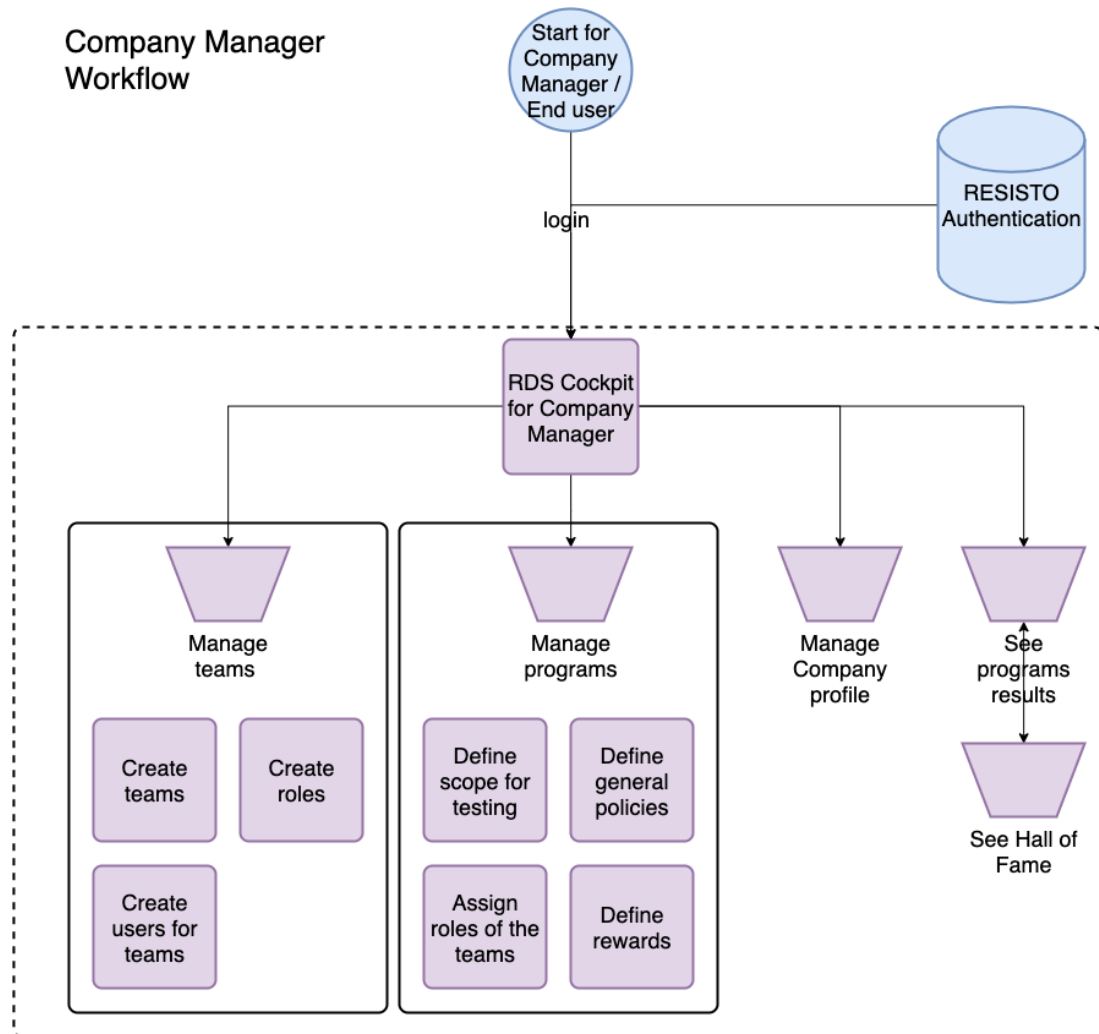 Company Manager
Workflow
Start for
Company
Manager /
End user
RESISTO
Authentication
login
RDS Cockpit
for Company
Manager
Manage
teams
Manage
programs
Manage
Company
profile
See
programs
results
Create
teams
Create
roles
Define
scope for
testing
Define
general
policies
See Hall of
Fame
Create
users for
teams
Assign
roles of the
teams
Define
rewards